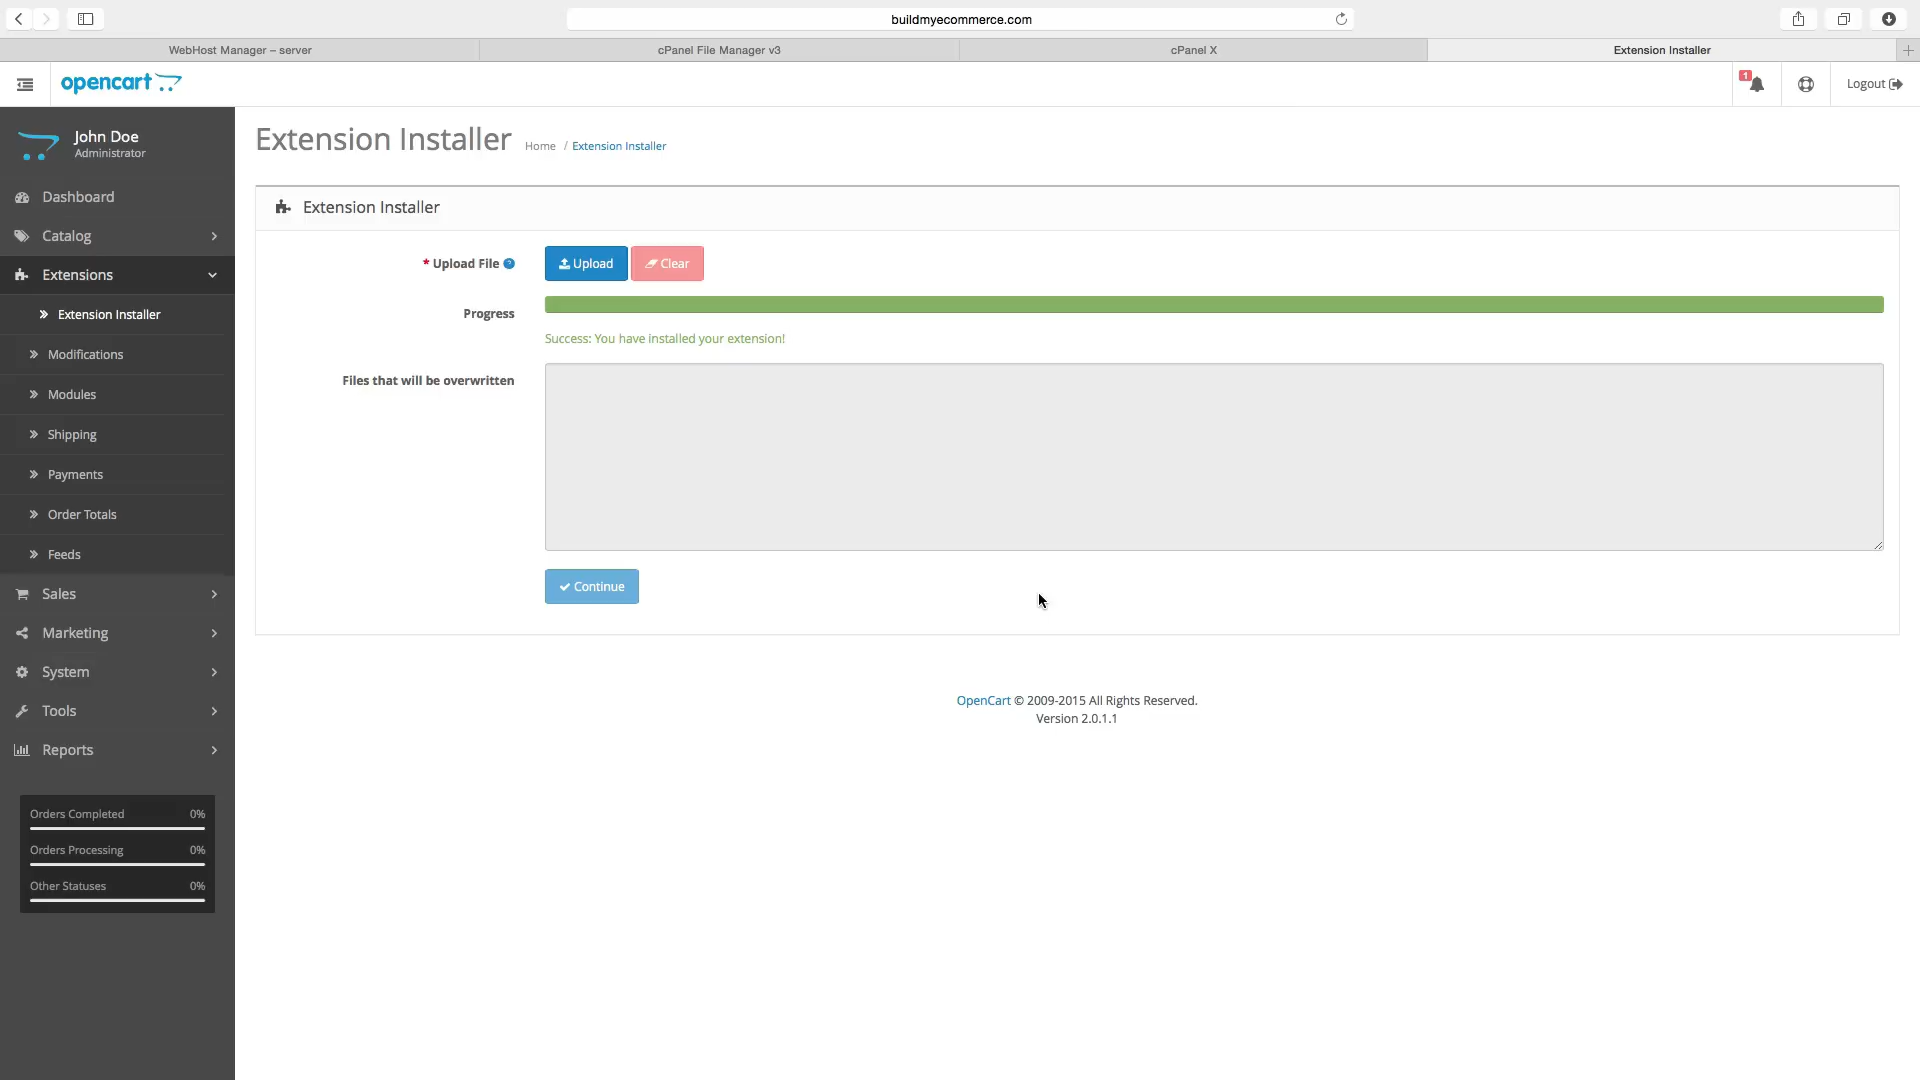 buildmyecommerce.com
WebHost Manager – server
cPanel File Manager v3
cPanel X
Extension Installer
opencart
1
Logout
John Doe
Administrator
Extension Installer
Home / Extension Installer
Dashboard
Catalog
Extensions
Extension Installer
Modifications
Modules
Shipping
Payments
Order Totals
Feeds
Sales
Marketing
System
Tools
Reports
Orders Completed 0%
Orders Processing 0%
Other Statuses 0%
Extension Installer
* Upload File ?
Upload
Clear
Progress
Success: You have installed your extension!
Files that will be overwritten
Continue
OpenCart © 2009-2015 All Rights Reserved.
Version 2.0.1.1